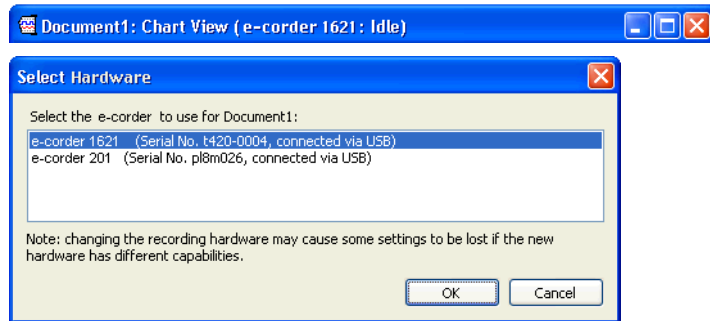 Document1: Chart View (e-corder 1621: Idle)
Select Hardware
Select the e-corder to use for Document1:
e-corder 1621 (Serial No. t420-0004, connected via USB)
e-corder 201 (Serial No. pl8m026, connected via USB)
Note: changing the recording hardware may cause some settings to be lost if the new
hardware has different capabilities.
OK Cancel